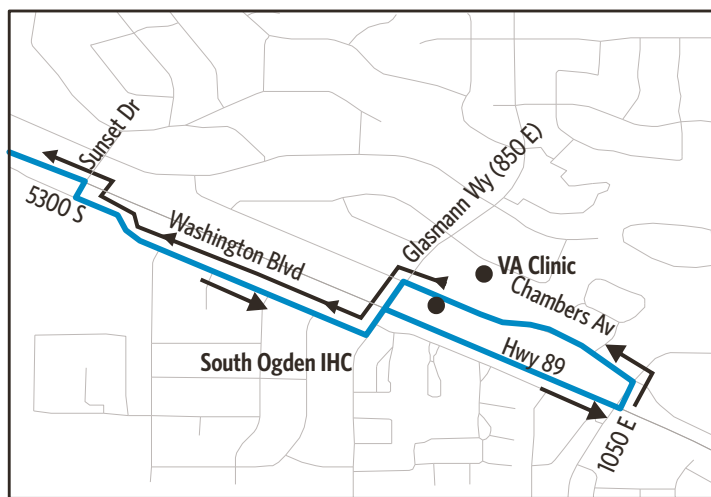 Sunset Dr
5300 S
Washington Blvd
Glasmann Wy (850 E)
VA Clinic
Chambers Av
South Ogden IHC
Hwy 89
1050 E